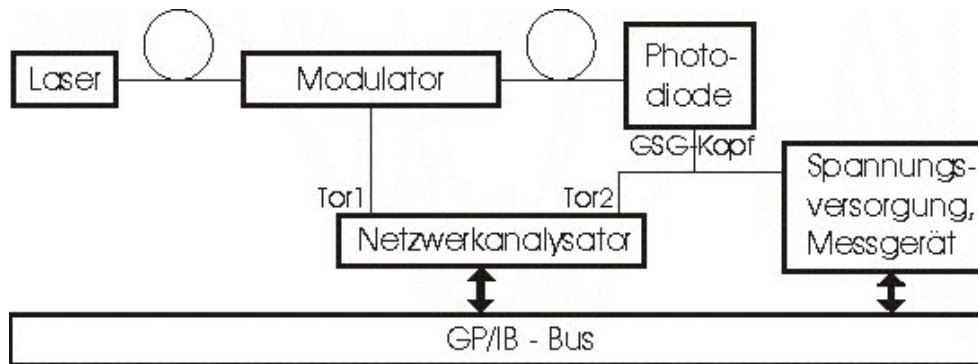 Laser
Modulator
Photo-
diode
GSG-Kopf
Spannungs-
versorgung,
Messgerät
Tor1
Tor2
Netzwerkanalysator
GP/IB - Bus